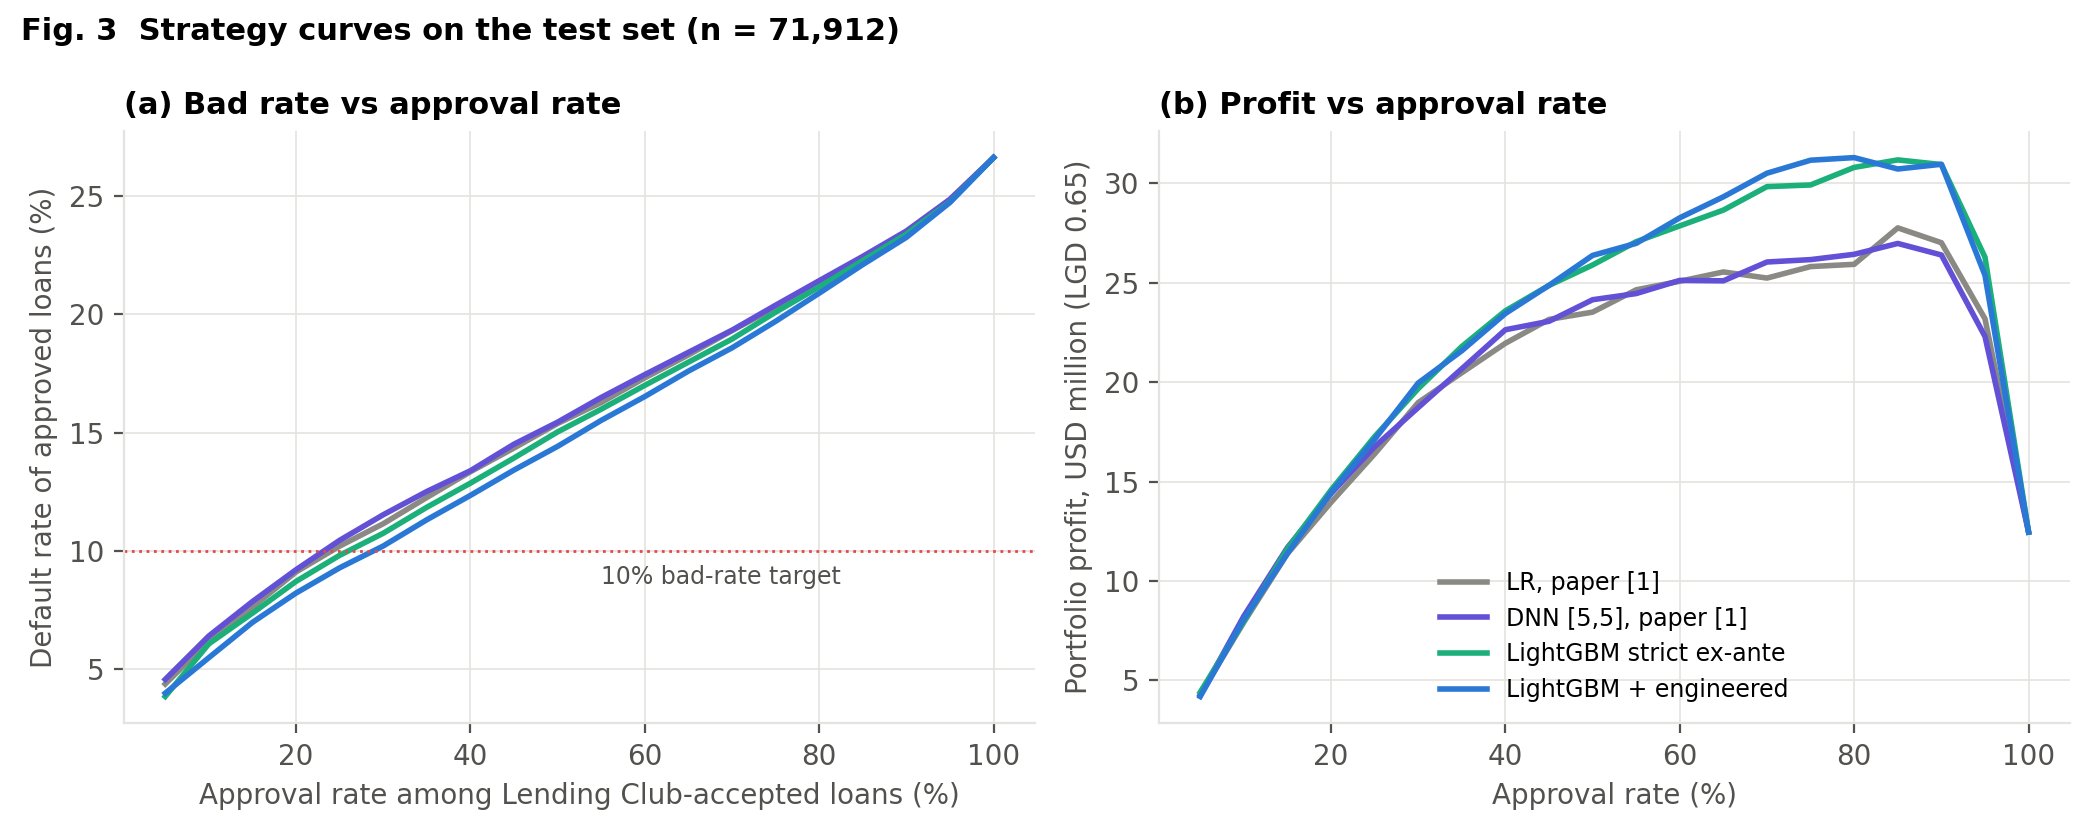 Fig. 3  Strategy curves on the test set (n = 71,912)
(a) Bad rate vs approval rate
Default rate of approved loans (%)
25
20
15
10
5
10% bad-rate target
20 40 60 80 100
Approval rate among Lending Club-accepted loans (%)
(b) Profit vs approval rate
Portfolio profit, USD million (LGD 0.65)
30
25
20
15
10
5
LR, paper [1]
DNN [5,5], paper [1]
LightGBM strict ex-ante
LightGBM + engineered
20 40 60 80 100
Approval rate (%)